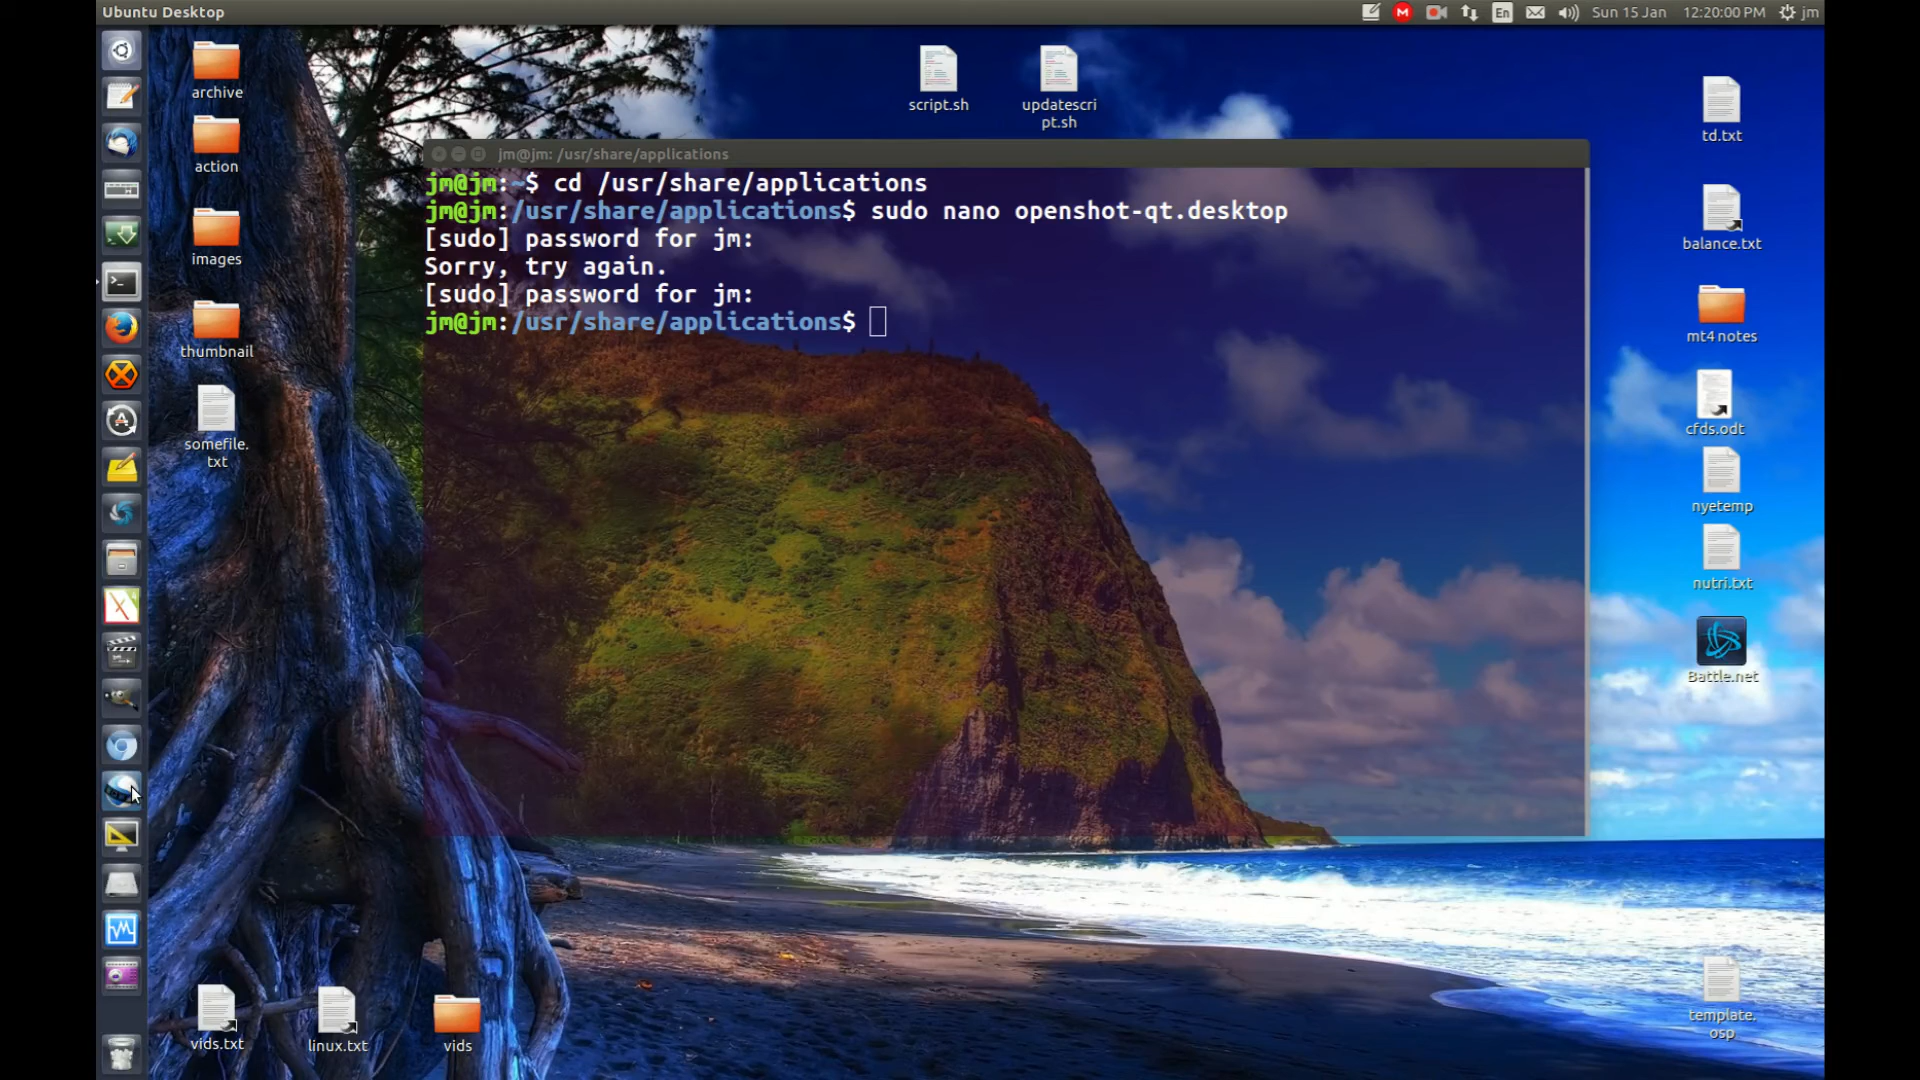 Ubuntu Desktop
En
Sun 15 Jan
12:20:00 PM
jm
archive
action
images
thumbnail
somefile.
txt
script.sh
updatescri
pt.sh
jm@jm: /usr/share/applications
jm@jm:~$ cd /usr/share/applications
jm@jm:/usr/share/applications$ sudo nano openshot-qt.desktop
[sudo] password for jm:
Sorry, try again.
[sudo] password for jm:
jm@jm:/usr/share/applications$
td.txt
balance.txt
mt4 notes
cfds.odt
nyetemp
nutri.txt
Battle.net
template.
osp
vids.txt
linux.txt
vids